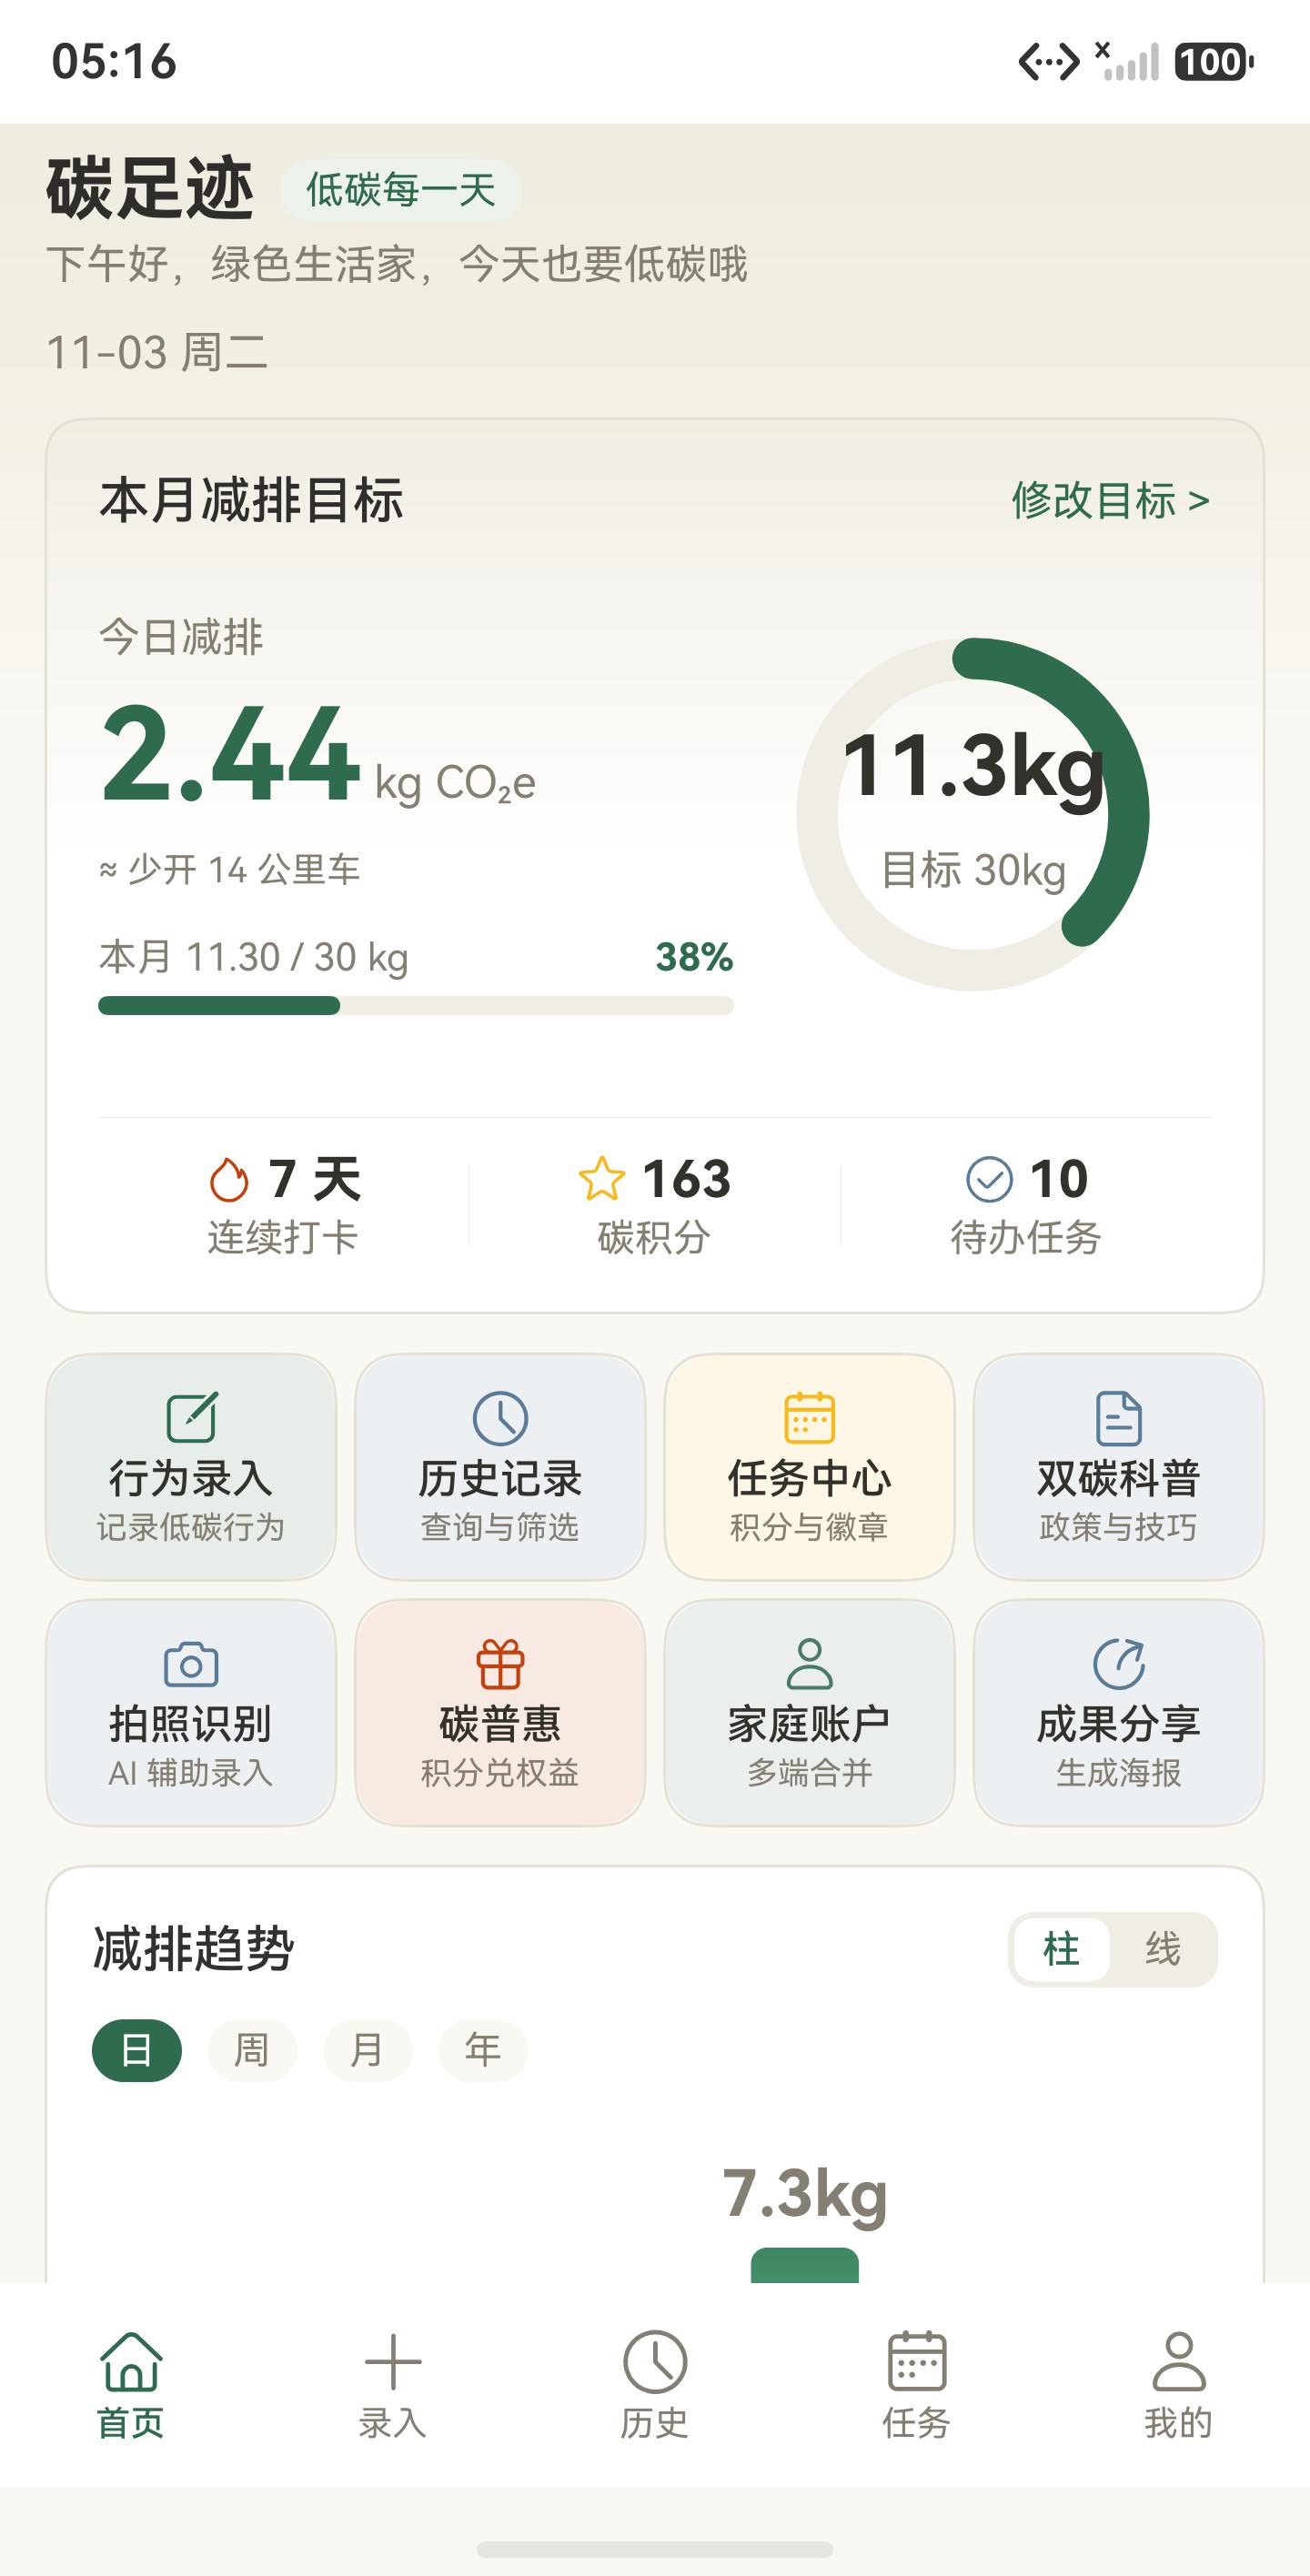 05:16
100
碳足迹 低碳每一天
下午好，绿色生活家，今天也要低碳哦
11-03 周二
本月减排目标 修改目标 >
今日减排
2.44 kg CO₂e
11.3kg
目标 30kg
≈ 少开 14 公里车
本月 11.30 / 30 kg 38%
7 天 163 10
连续打卡 碳积分 待办任务
行为录入 历史记录 任务中心 双碳科普
记录低碳行为 查询与筛选 积分与徽章 政策与技巧
拍照识别 碳普惠 家庭账户 成果分享
AI 辅助录入 积分兑权益 多端合并 生成海报
减排趋势 柱 线
日 周 月 年
7.3kg
首页 录入 历史 任务 我的